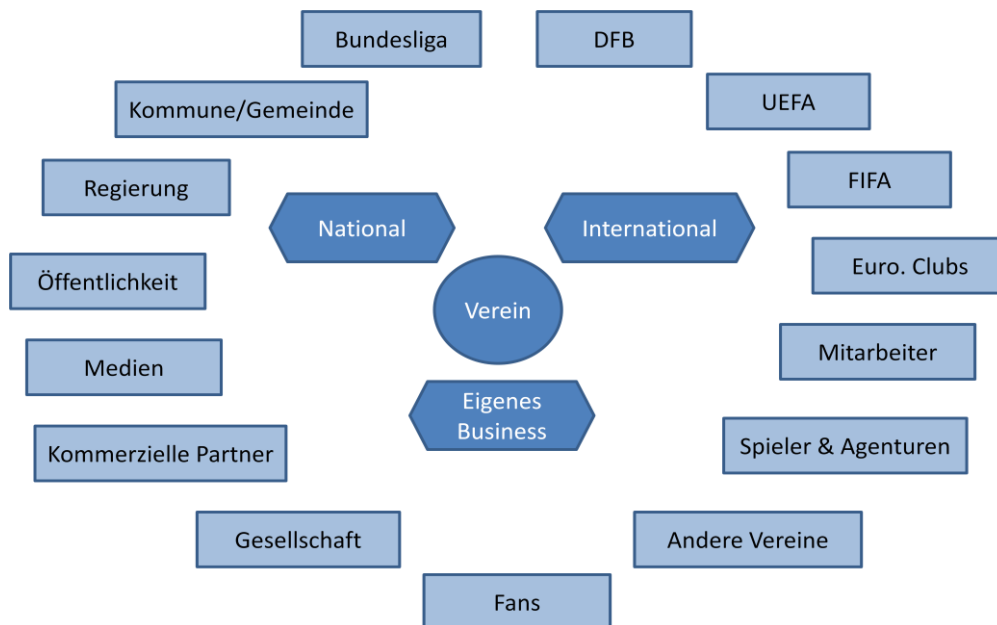 Bundesliga
DFB
Kommune/Gemeinde
UEFA
Regierung
FIFA
National
International
Öffentlichkeit
Euro. Clubs
Verein
Medien
Mitarbeiter
Eigenes
Business
Kommerzielle Partner
Spieler & Agenturen
Gesellschaft
Andere Vereine
Fans